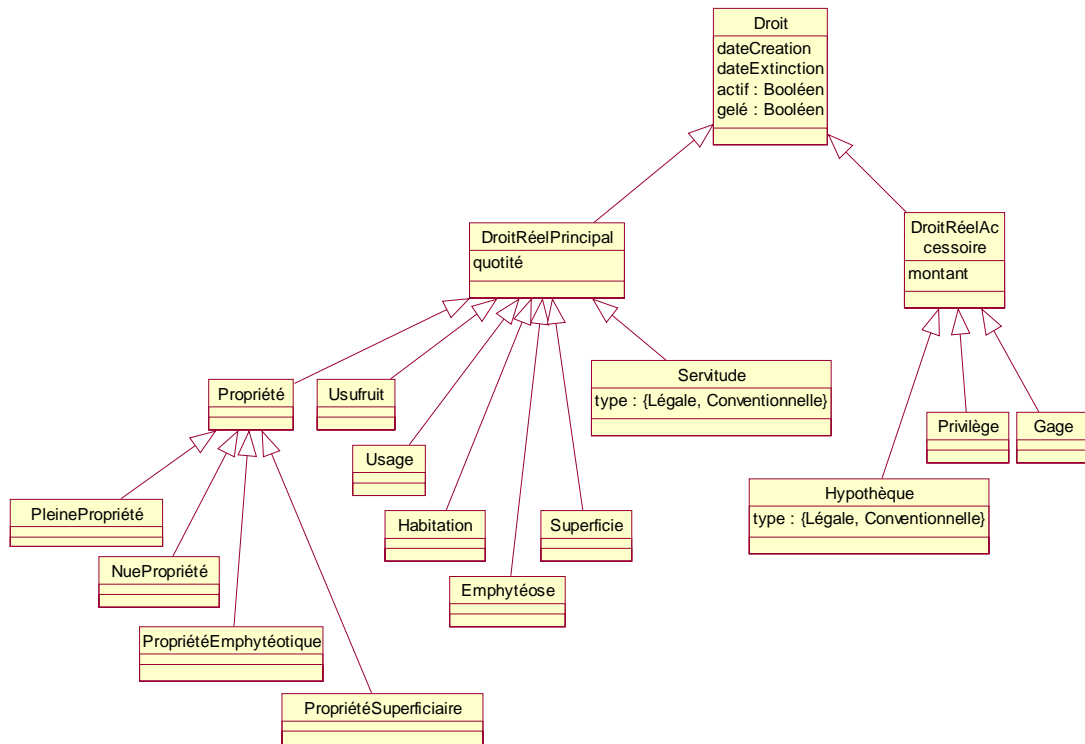 Droit
dateCreation
dateExtinction
actif : Booléen
gelé : Booléen
DroitRéelPrincipal
quotité
DroitRéelAc
cessoire
montant
Propriété
Usufruit
Servitude
type : {Légale, Conventionnelle}
Usage
Privilège
Gage
PleinePropriété
Habitation
Superficie
Hypothèque
type : {Légale, Conventionnelle}
NuePropriété
Emphytéose
PropriétéEmphytéotique
PropriétéSuperficiaire